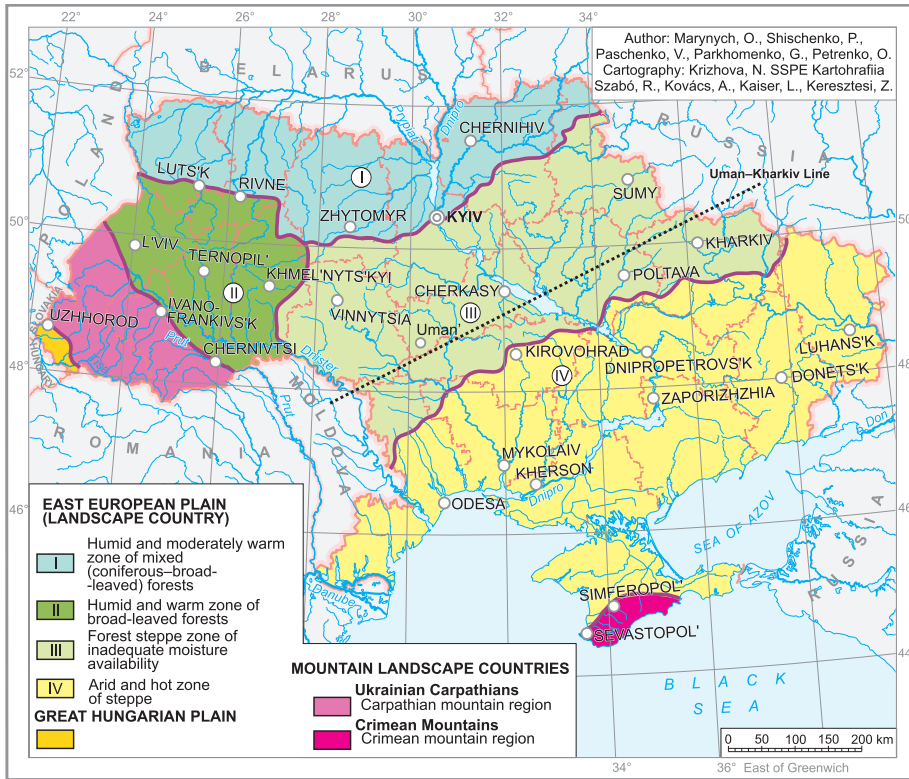 22°
24°
26°
28°
30°
32°
34°
Author: Marynych, O., Shischenko, P.,
Paschenko, V., Parkhomenko, G., Petrenko, O.
Cartography: Krizhova, N. SSPE Kartohrafiia
Szabó, R., Kovács, A., Kaiser, L., Keresztesi, Z.
52°
BELARUS
POLAND
RUSSIA
Prypiat'
Dnipro
CHERNIHIV
LUTS'K
RIVNE
I
SUMY
Uman–Kharkiv Line
ZHYTOMYR
KYIV
50°
50°
L'VIV
TERNOPIL'
KHARKIV
KHMEL'NYTS'KYI
POLTAVA
II
CHERKASY
III
SLOVAKIA
UZHHOROD
IVANO-
FRANKIVS'K
VINNYTSIA
Uman'
HUNGARY
Prut
CHERNIVTSI
Dnister
KIROVOHRAD
DNIPROPETROVS'K
LUHANS'K
48°
48°
IV
DONETS'K
ZAPORIZHZHIA
MOLDOVA
Prut
Don
ROMANIA
MYKOLAIV
KHERSON
Dnipro
ODESA
46°
46°
SEA OF AZOV
RUSSIA
Danube
SIMFEROPOL'
SEVASTOPOL'
44°
BLACK
SEA
EAST EUROPEAN PLAIN
(LANDSCAPE COUNTRY)
I
Humid and moderately warm
zone of mixed
(coniferous–broad-
-leaved) forests
II
Humid and warm zone of
broad-leaved forests
III
Forest steppe zone of
inadequate moisture
availability
IV
Arid and hot zone
of steppe
GREAT HUNGARIAN PLAIN
MOUNTAIN LANDSCAPE COUNTRIES
Ukrainian Carpathians
Carpathian mountain region
Crimean Mountains
Crimean mountain region
0 50 100 150 200 km
34°
36° East of Greenwich